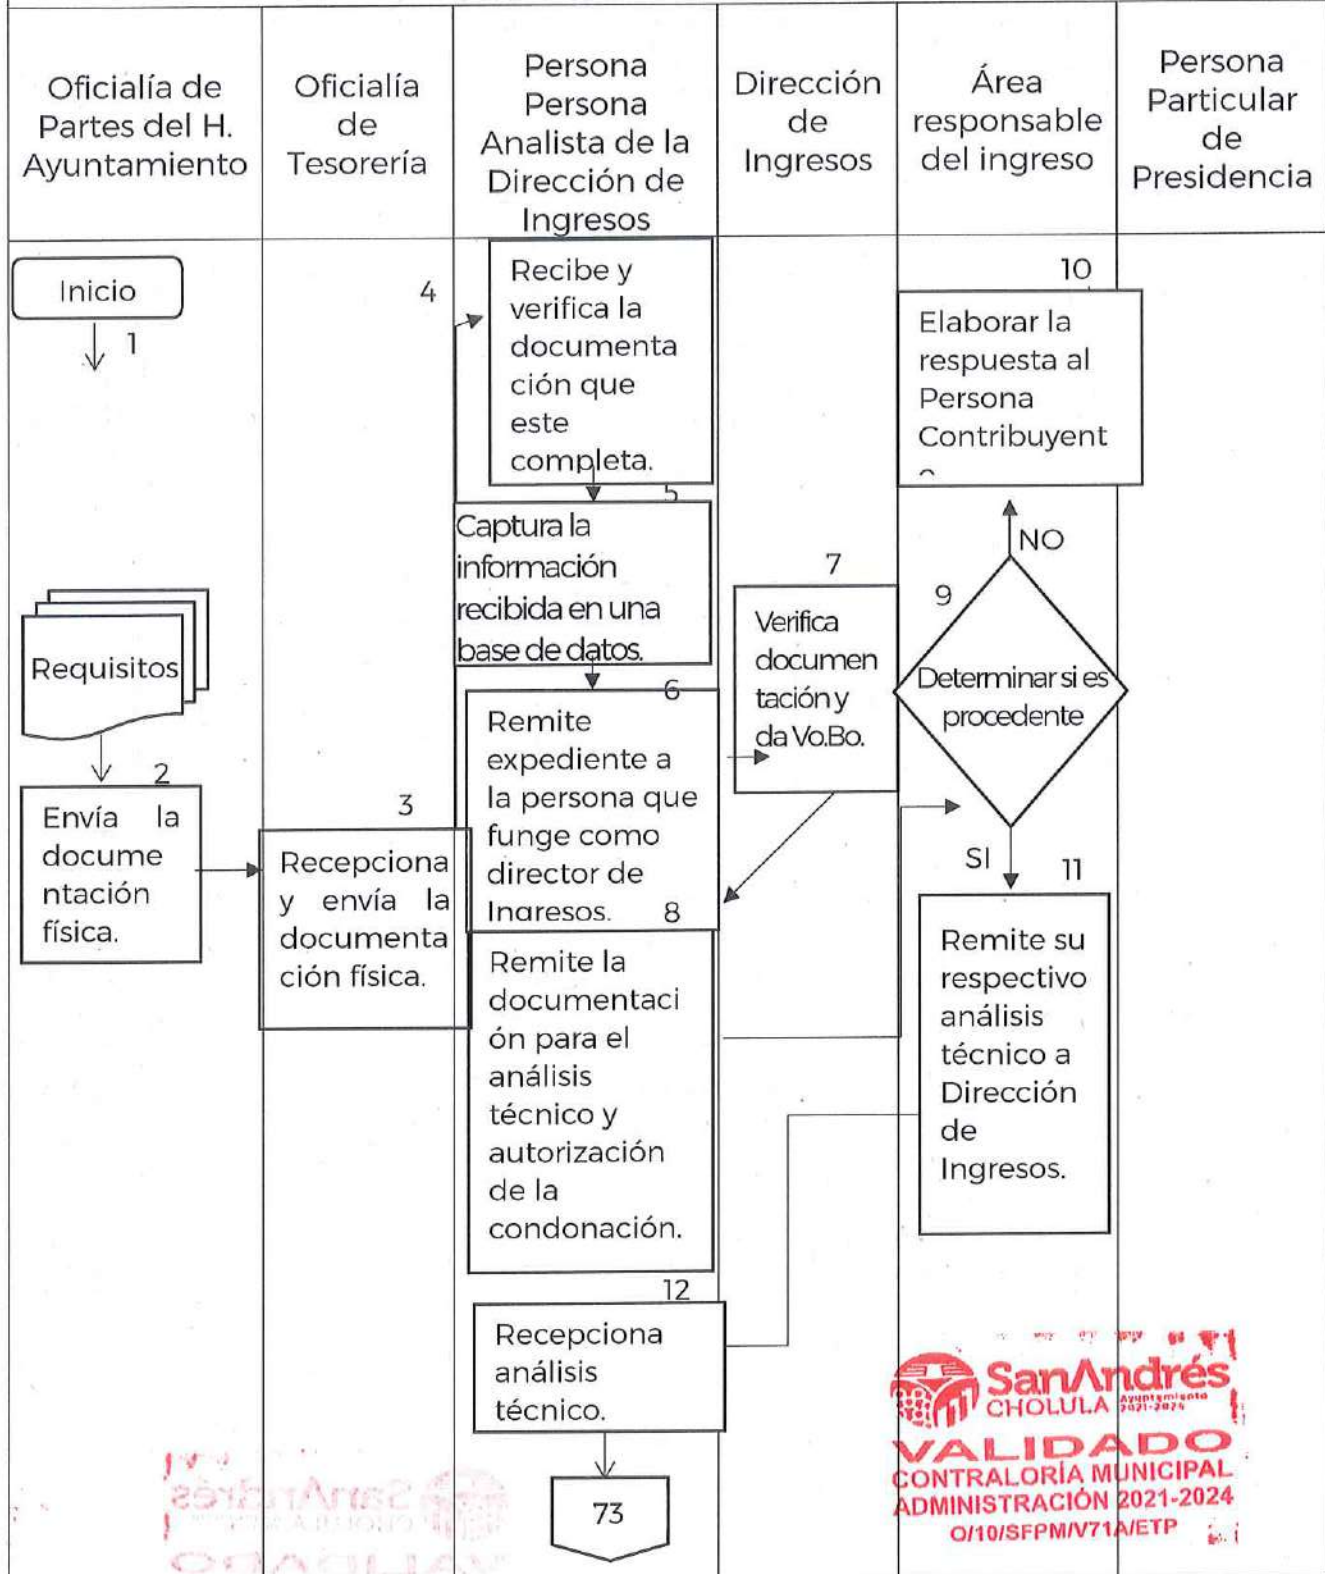 Oficialía de
Partes del H.
Ayuntamiento
Oficialía
de
Tesorería
Persona
Persona
Analista de la
Dirección de
Ingresos
Dirección
de
Ingresos
Área
responsable
del ingreso
Persona
Particular
de
Presidencia
Inicio
1
Requisitos
2
Envía la
docume
ntación
física.
3
Recepciona
y envía la
documenta
ción física.
4
Recibe y
verifica la
documenta
ción que
este
completa.
5
Captura la
información
recibida en una
base de datos.
6
Remite
expediente a
la persona que
funge como
director de
Ingresos.
7
Verifica
documen
tación y
da Vo.Bo.
8
Remite la
documentaci
ón para el
análisis
técnico y
autorización
de la
condonación.
9
Determinar si es
procedente
NO
10
Elaborar la
respuesta al
Persona
Contribuyent
SI
11
Remite su
respectivo
análisis
técnico a
Dirección
de
Ingresos.
12
Recepciona
análisis
técnico.
73
SanAndrés
CHOLULA Ayuntamiento
2021-2024
VALIDADO
CONTRALORÍA MUNICIPAL
ADMINISTRACIÓN 2021-2024
O/10/SFPM/V71A/ETP